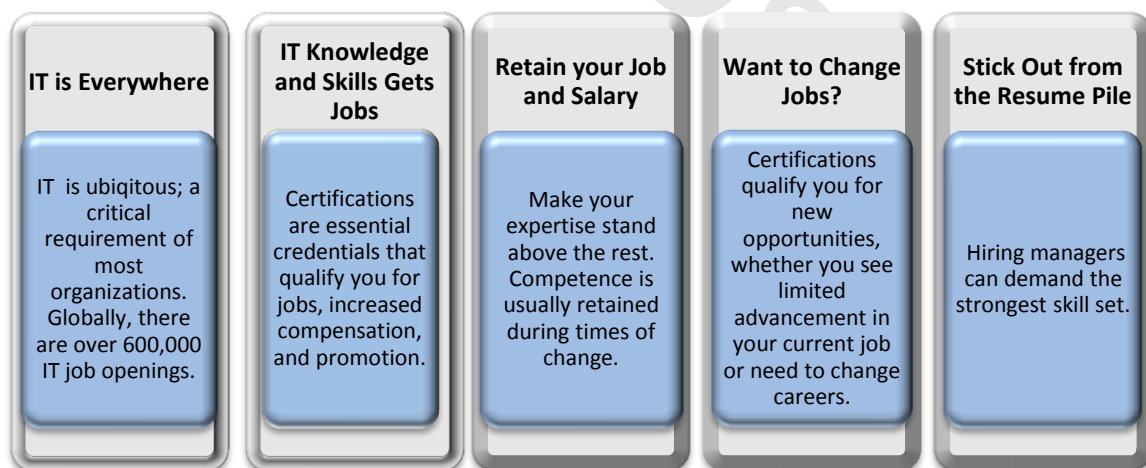 IT is Everywhere
IT is ubiqitous; a
critical
requirement of
most
organizations.
Globally, there
are over 600,000
IT job openings.
IT Knowledge
and Skills Gets
Jobs
Certifications
are essential
credentials that
qualify you for
jobs, increased
compensation,
and promotion.
Retain your Job
and Salary
Make your
expertise stand
above the rest.
Competence is
usually retained
during times of
change.
Want to Change
Jobs?
Certifications
qualify you for
new
opportunities,
whether you see
limited
advancement in
your current job
or need to change
careers.
Stick Out from
the Resume Pile
Hiring managers
can demand the
strongest skill set.